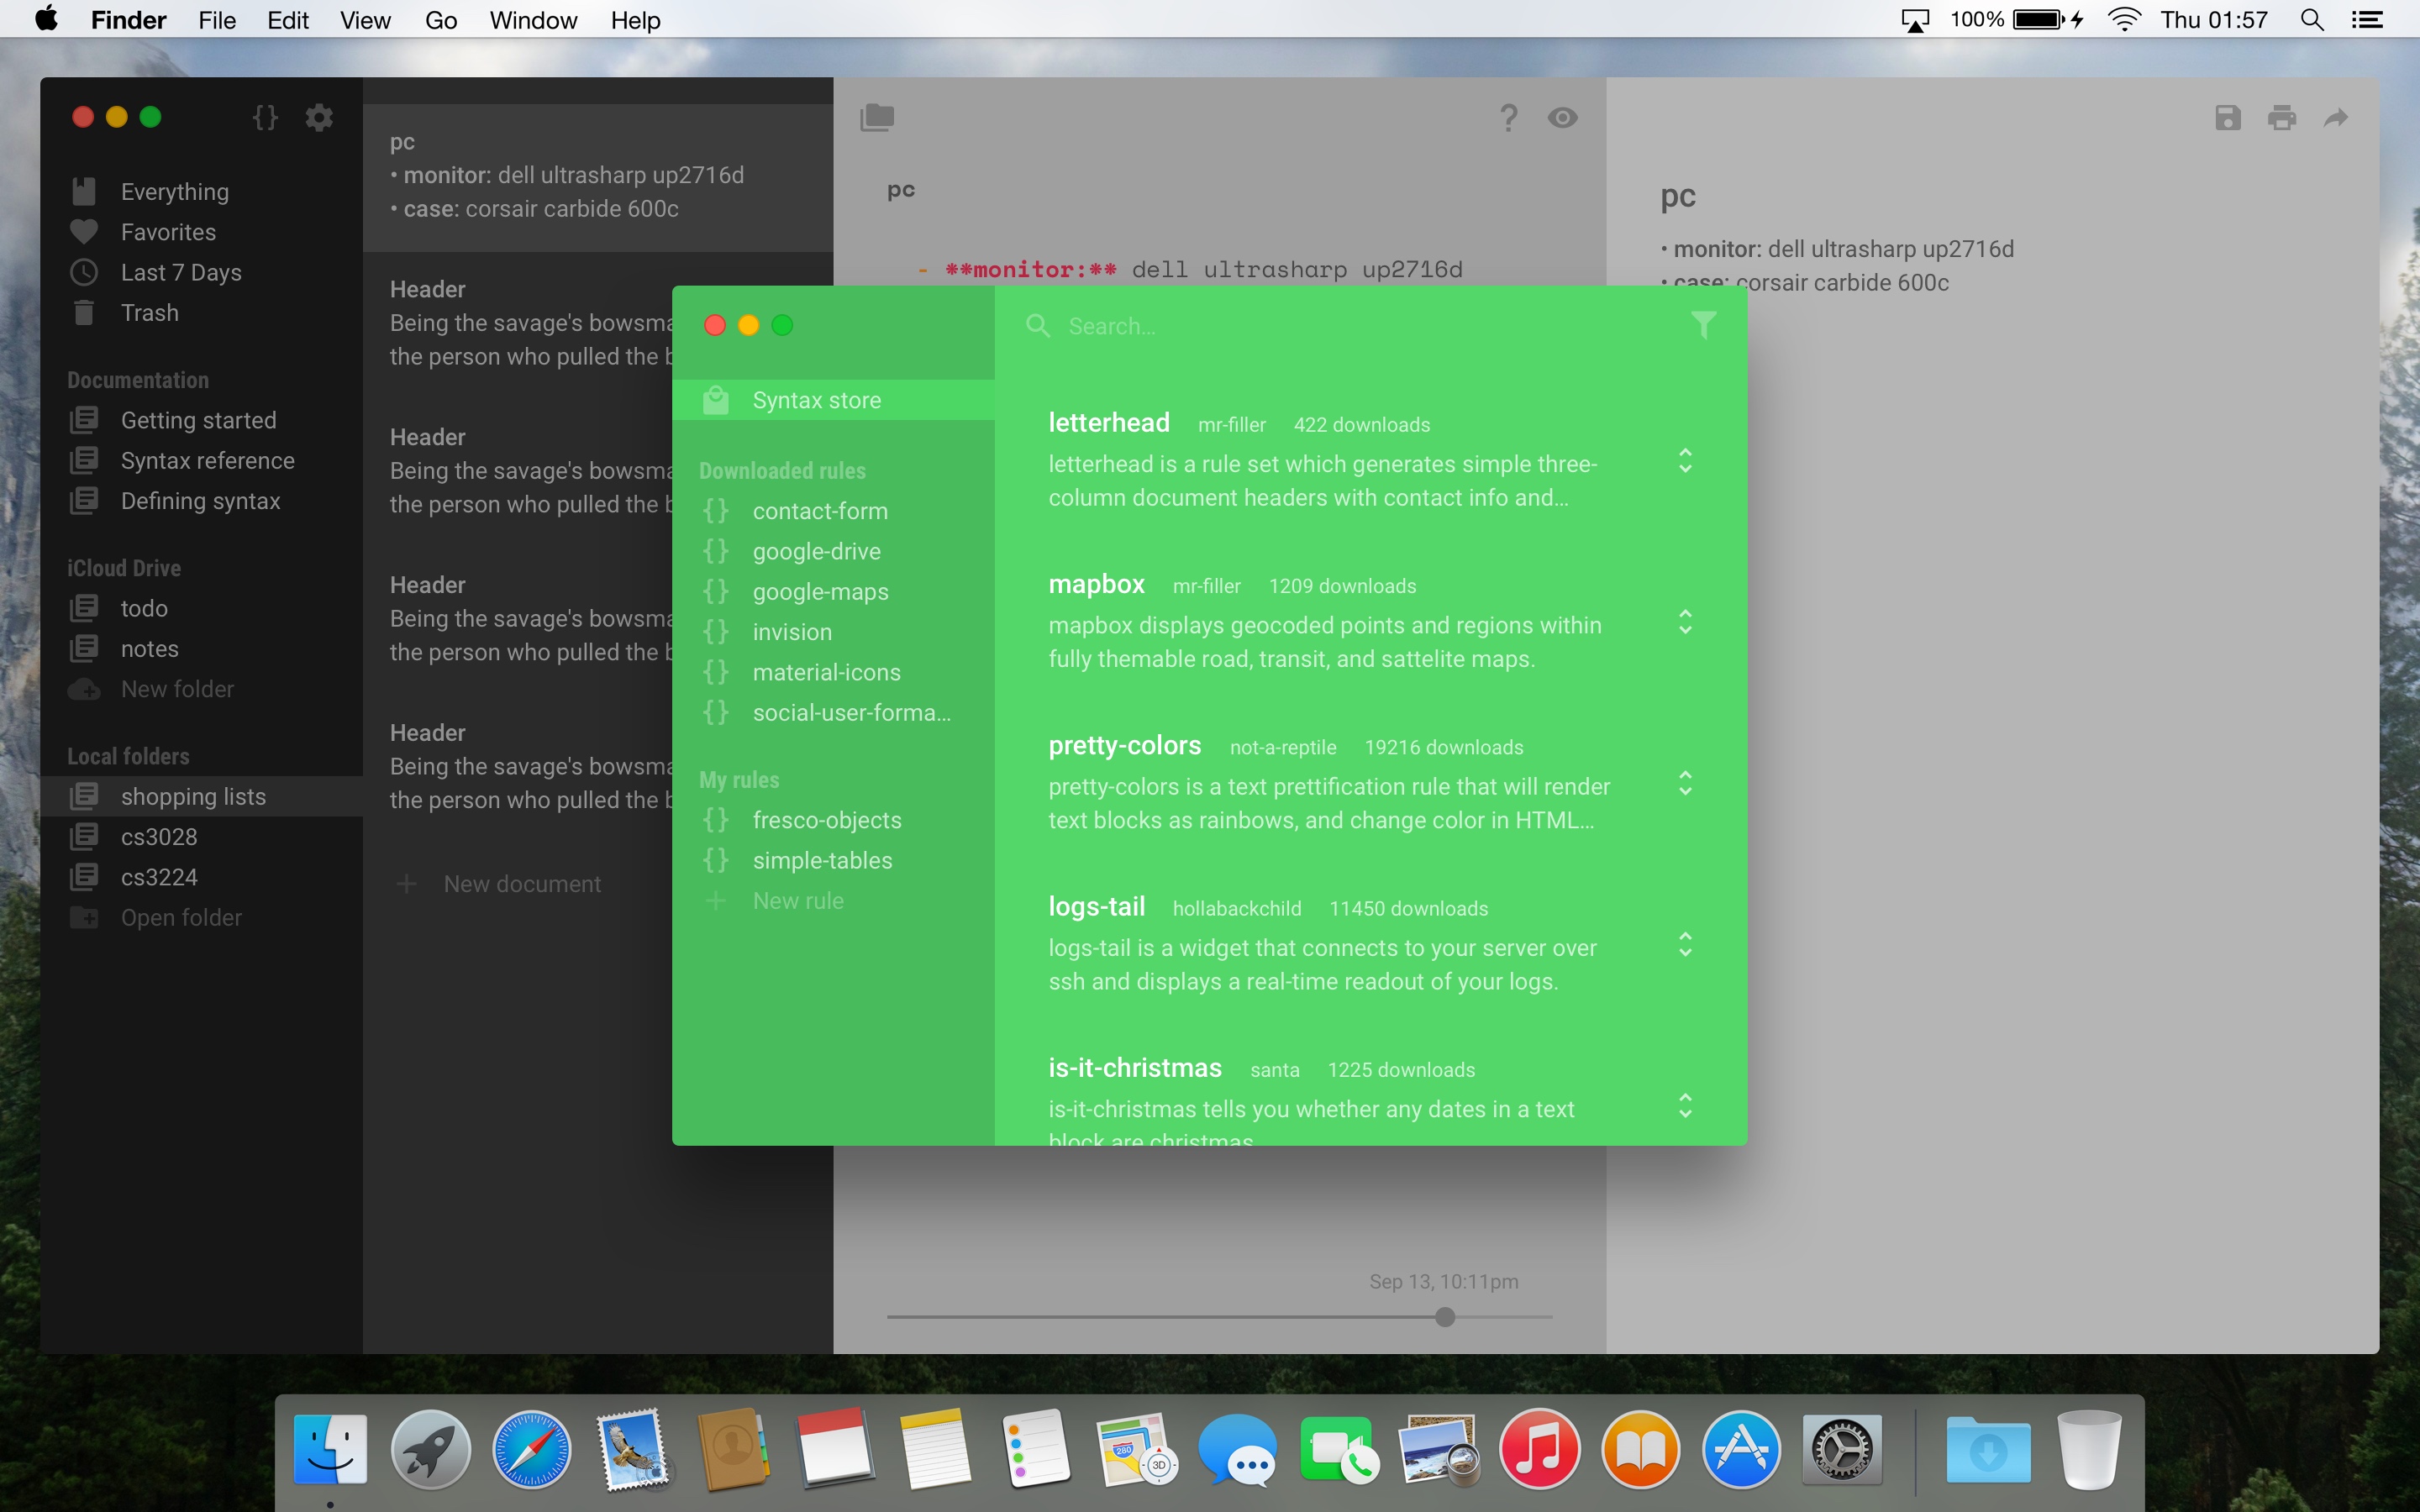 Finder File Edit View Go Window Help
100% Thu 01:57
{}
Everything
Favorites
Last 7 Days
Trash
Documentation
Getting started
Syntax reference
Defining syntax
iCloud Drive
todo
notes
New folder
Local folders
shopping lists
cs3028
cs3224
Open folder
pc
• monitor: dell ultrasharp up2716d
• case: corsair carbide 600c
Header
Being the savage's bowsma
the person who pulled the b
Header
Being the savage's bowsma
the person who pulled the b
Header
Being the savage's bowsma
the person who pulled the b
Header
Being the savage's bowsma
the person who pulled the b
+ New document
?
pc
- **monitor:** dell ultrasharp up2716d
Sep 13, 10:11pm
pc
• monitor: dell ultrasharp up2716d
• case: corsair carbide 600c
Syntax store
Downloaded rules
{} contact-form
{} google-drive
{} google-maps
{} invision
{} material-icons
{} social-user-forma...
My rules
{} fresco-objects
{} simple-tables
+ New rule
Search...
letterhead mr-filler 422 downloads
letterhead is a rule set which generates simple three-
column document headers with contact info and...
mapbox mr-filler 1209 downloads
mapbox displays geocoded points and regions within
fully themable road, transit, and sattelite maps.
pretty-colors not-a-reptile 19216 downloads
pretty-colors is a text prettification rule that will render
text blocks as rainbows, and change color in HTML...
logs-tail hollabackchild 11450 downloads
logs-tail is a widget that connects to your server over
ssh and displays a real-time readout of your logs.
is-it-christmas santa 1225 downloads
is-it-christmas tells you whether any dates in a text
block are christmas
280
3D